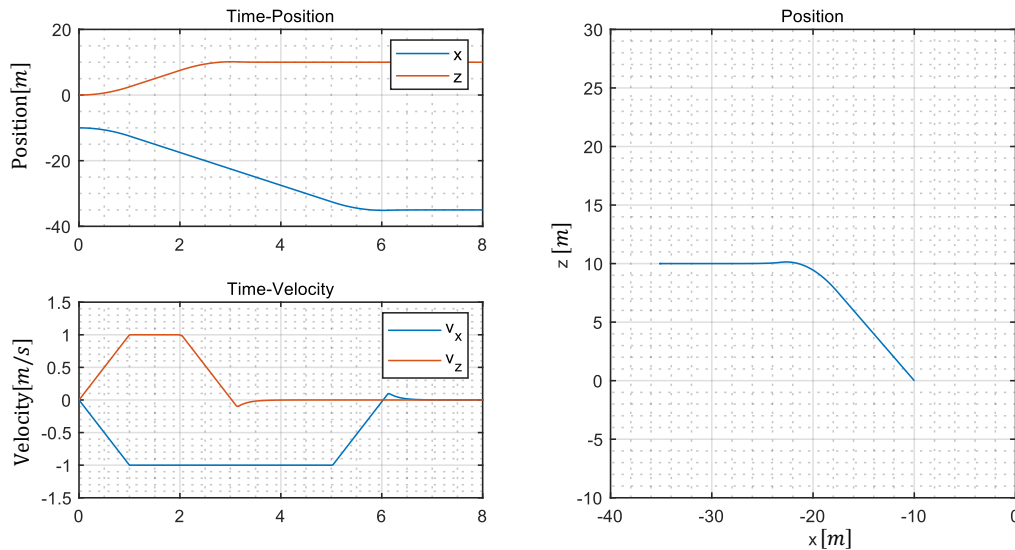 Time-Position
Position[m]
20
0
-20
-40
0 2 4 6 8
x
z
Time-Velocity
Velocity[m/s]
1.5
1
0.5
0
-0.5
-1
-1.5
0 2 4 6 8
v_x
v_z
Position
z [m]
30
25
20
15
10
5
0
-5
-10
-40 -30 -20 -10 0
x [m]